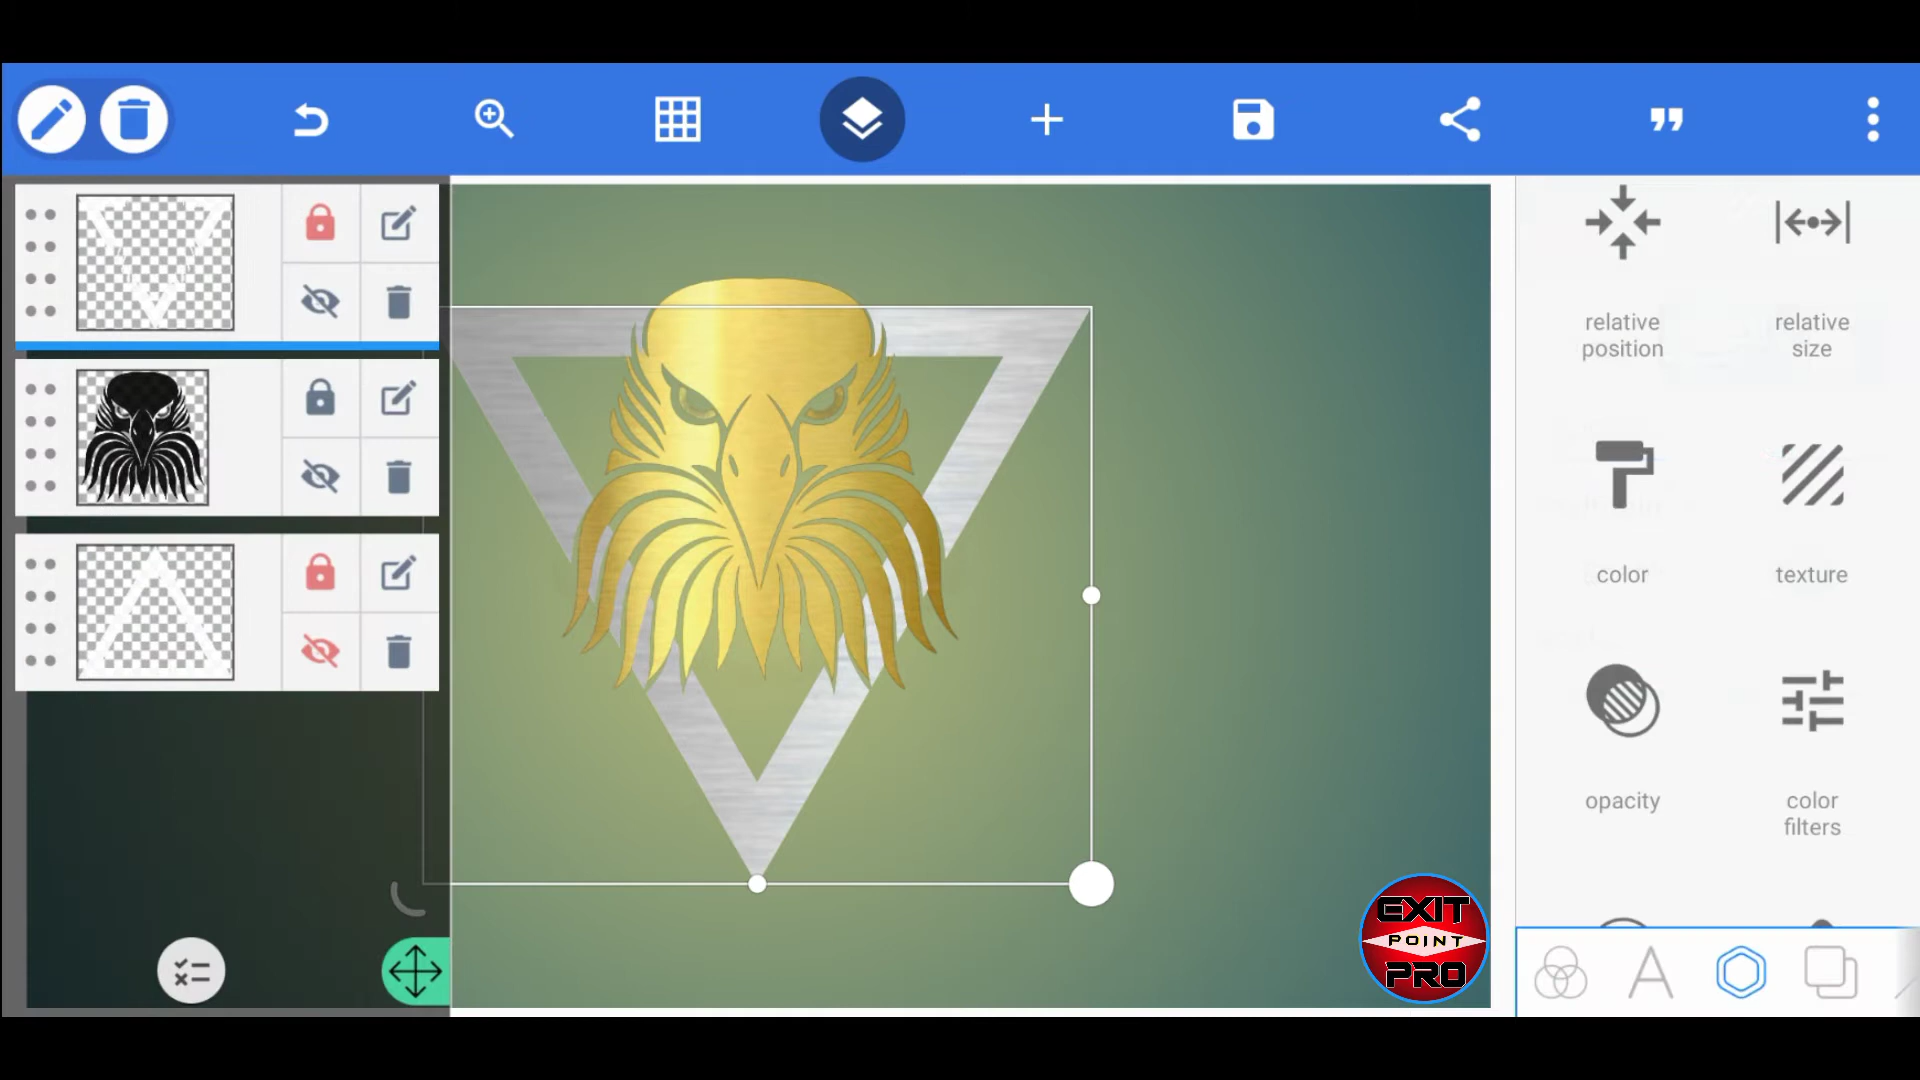 relative
position
relative
size
color
texture
opacity
color
filters
EXIT
POINT
PRO